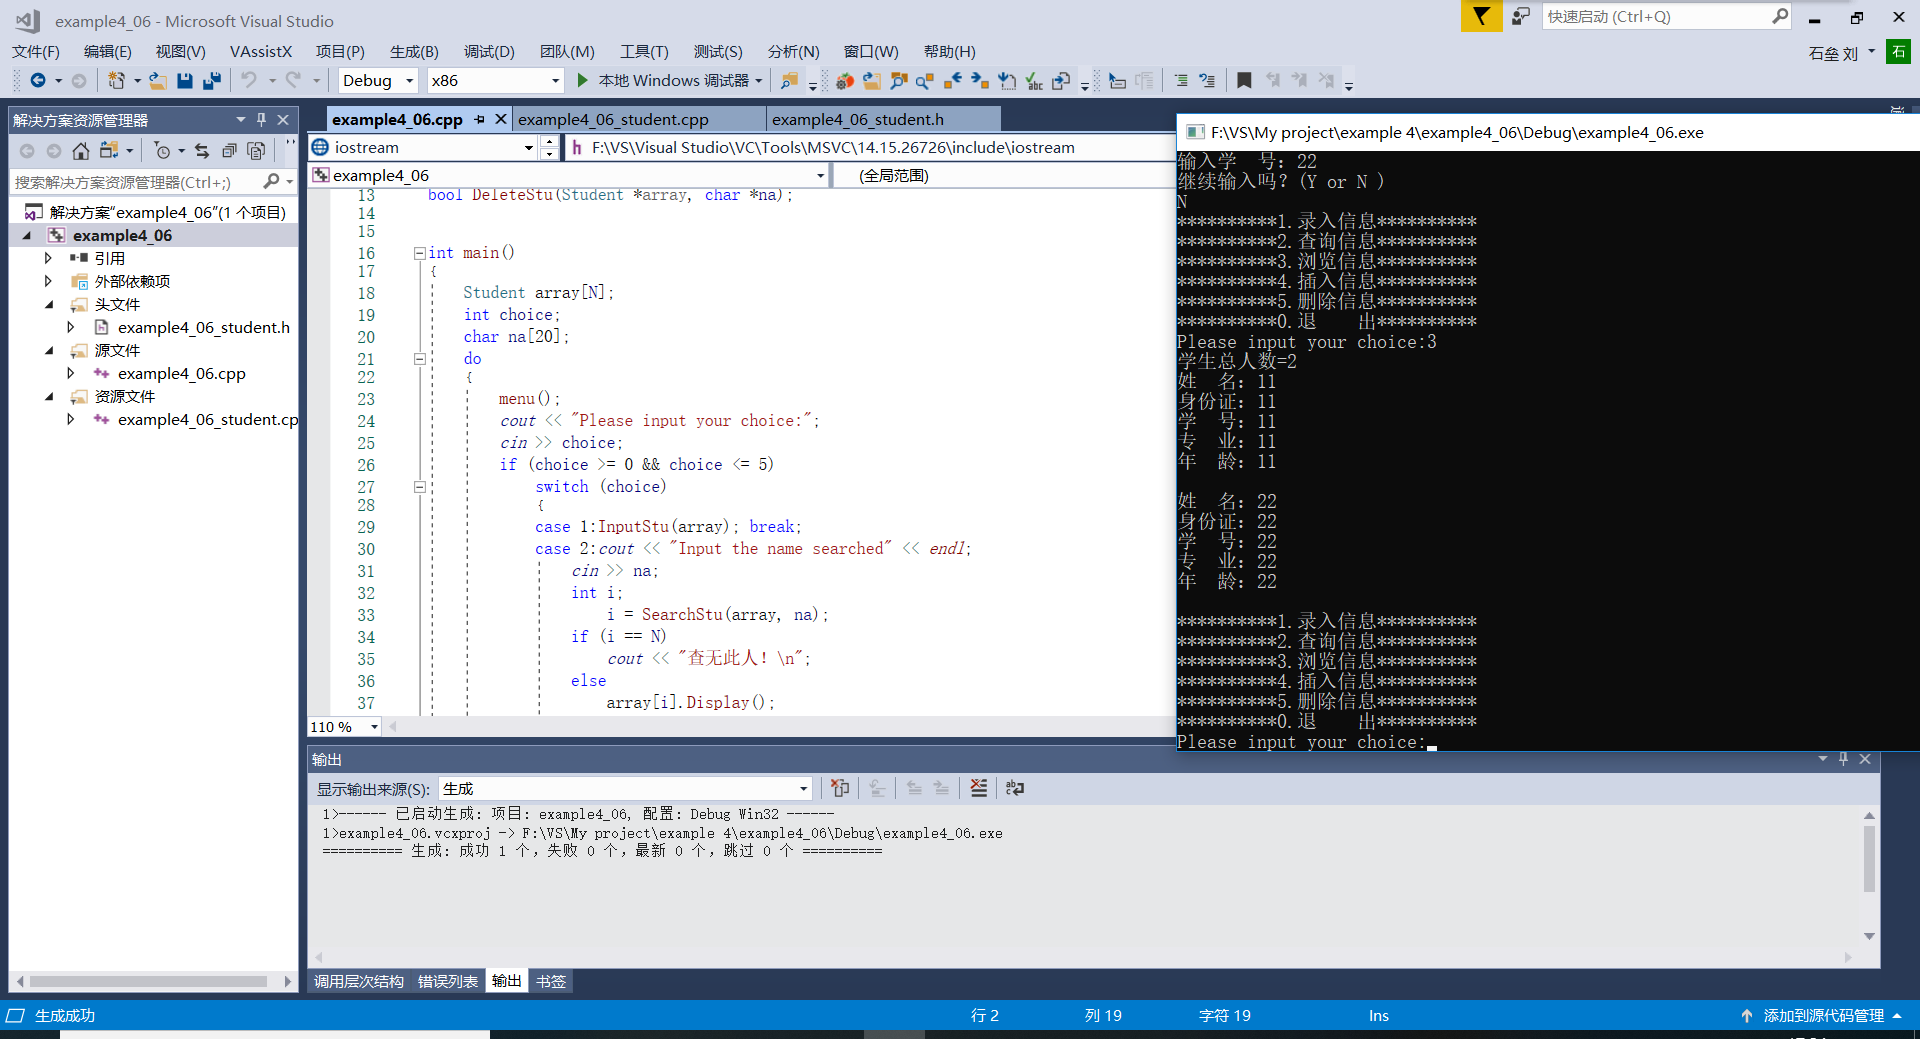 example4_06 - Microsoft Visual Studio
快速启动 (Ctrl+Q)
文件(F) 编辑(E) 视图(V) VAssistX 项目(P) 生成(B) 调试(D) 团队(M) 工具(T) 测试(S) 分析(N) 窗口(W) 帮助(H)
石垒 刘 石
Debug x86 本地 Windows 调试器
解决方案资源管理器
搜索解决方案资源管理器(Ctrl+;)
解决方案"example4_06"(1 个项目)
example4_06
引用
外部依赖项
头文件
example4_06_student.h
源文件
example4_06.cpp
资源文件
example4_06_student.cp
example4_06.cpp example4_06_student.cpp example4_06_student.h
iostream h F:\VS\Visual Studio\VC\Tools\MSVC\14.15.26726\include\iostream
example4_06 (全局范围)
13 bool DeleteStu(Student *array, char *na);
14
15
16 int main()
17 {
18 Student array[N];
19 int choice;
20 char na[20];
21 do
22 {
23 menu();
24 cout << "Please input your choice:";
25 cin >> choice;
26 if (choice >= 0 && choice <= 5)
27 switch (choice)
28 {
29 case 1:InputStu(array); break;
30 case 2:cout << "Input the name searched" << endl;
31 cin >> na;
32 int i;
33 i = SearchStu(array, na);
34 if (i == N)
35 cout << "查无此人! \n";
36 else
37 array[i].Display();
110 %
F:\VS\My project\example 4\example4_06\Debug\example4_06.exe
输入学  号: 22
继续输入吗? (Y or N )
N
**********1.录入信息**********
**********2.查询信息**********
**********3.浏览信息**********
**********4.插入信息**********
**********5.删除信息**********
**********0.退    出**********
Please input your choice:3
学生总人数=2
姓  名: 11
身份证: 11
学  号: 11
专  业: 11
年  龄: 11
姓  名: 22
身份证: 22
学  号: 22
专  业: 22
年  龄: 22
**********1.录入信息**********
**********2.查询信息**********
**********3.浏览信息**********
**********4.插入信息**********
**********5.删除信息**********
**********0.退    出**********
Please input your choice:
输出
显示输出来源(S): 生成
1>------ 已启动生成: 项目: example4_06, 配置: Debug Win32 ------
1>example4_06.vcxproj -> F:\VS\My project\example 4\example4_06\Debug\example4_06.exe
========== 生成: 成功 1 个，失败 0 个，最新 0 个，跳过 0 个 ==========
调用层次结构 错误列表 输出 书签
生成成功 行 2 列 19 字符 19 Ins 添加到源代码管理